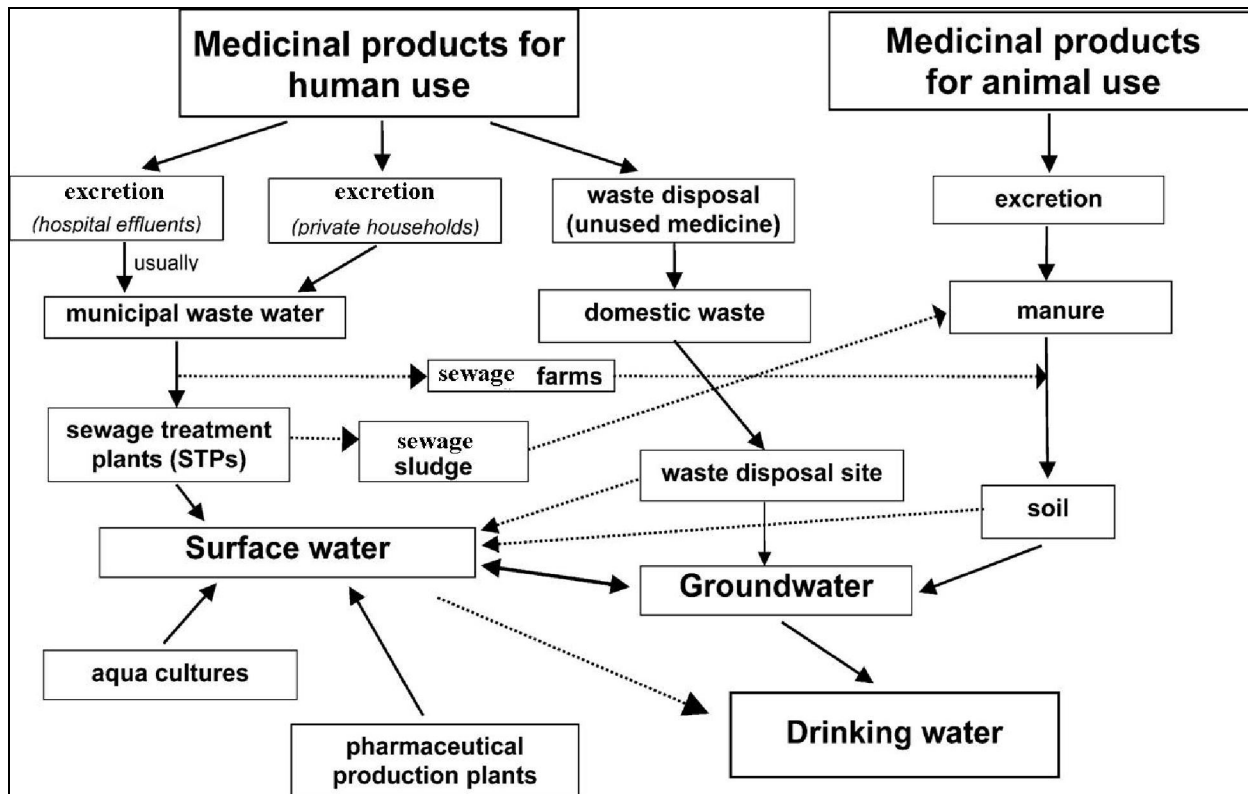 Medicinal products for
human use
Medicinal products
for animal use
excretion
(hospital effluents)
excretion
(private households)
waste disposal
(unused medicine)
excretion
usually
municipal waste water
domestic waste
manure
sewage farms
sewage treatment
plants (STPs)
sewage
sludge
waste disposal site
soil
Surface water
Groundwater
aqua cultures
pharmaceutical
production plants
Drinking water